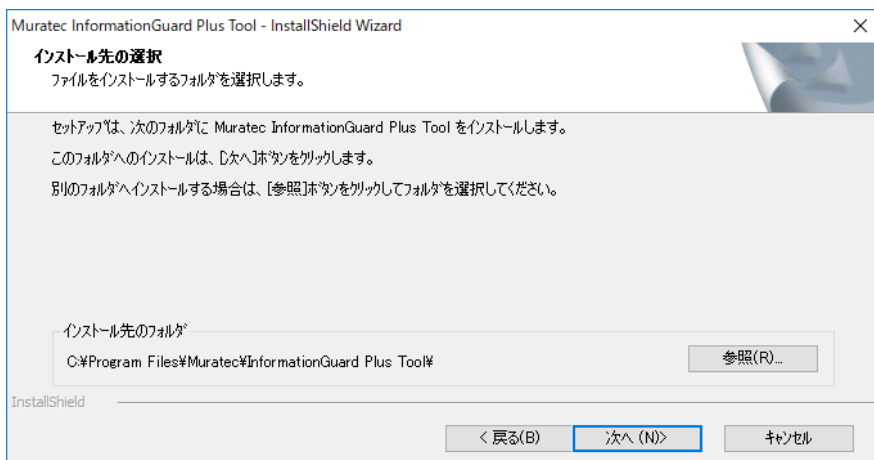 Muratec InformationGuard Plus Tool - InstallShield Wizard
インストール先の選択
ファイルをインストールするフォルダを選択します。
セットアップは、次のフォルダに Muratec InformationGuard Plus Tool をインストールします。
このフォルダへのインストールは、[次へ]ボタンをクリックします。
別のフォルダへインストールする場合は、[参照]ボタンをクリックしてフォルダを選択してください。
インストール先のフォルダ
C:¥Program Files¥Muratec¥InformationGuard Plus Tool¥
参照(R)...
InstallShield
< 戻る(B)
次へ (N)>
キャンセル